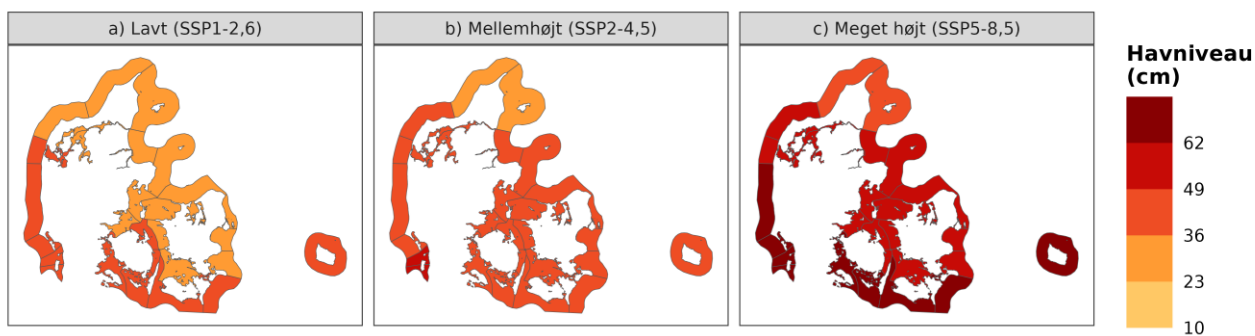 a) Lavt (SSP1-2,6)
b) Mellemhøjt (SSP2-4,5)
c) Meget højt (SSP5-8,5)
Havniveau
(cm)
62
49
36
23
10